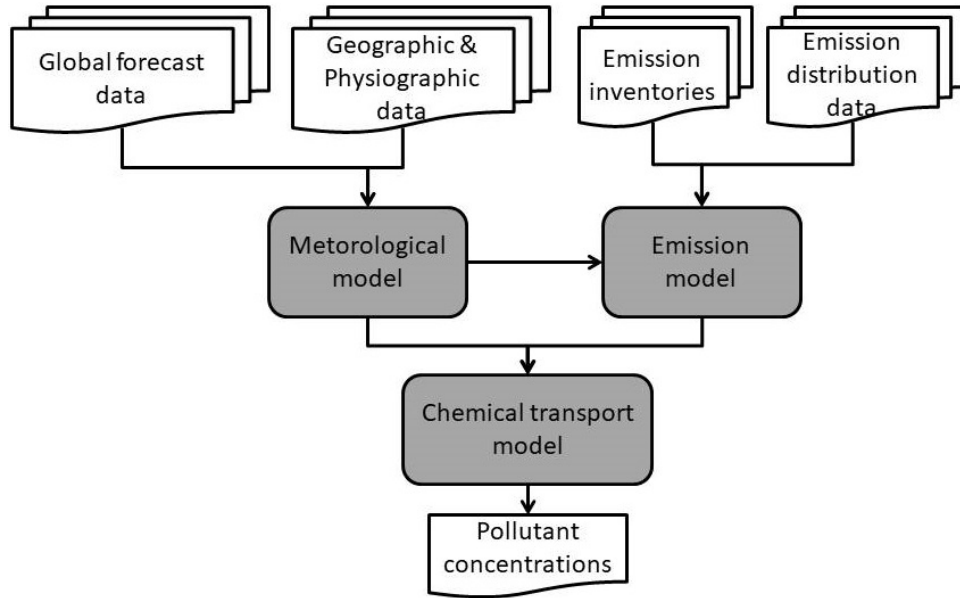 Global forecast
data
Geographic &
Physiographic
data
Emission
inventories
Emission
distribution
data
Metorological
model
Emission
model
Chemical transport
model
Pollutant
concentrations